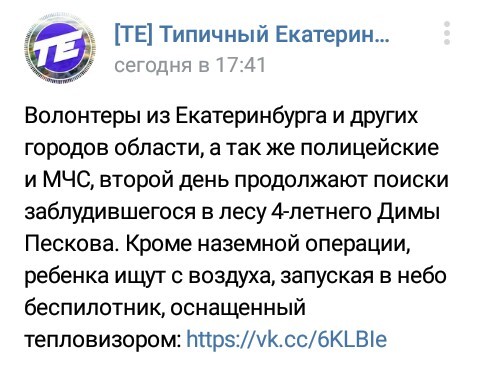 TE
[ТЕ] Типичный Екатерин...
сегодня в 17:41
Волонтеры из Екатеринбурга и других
городов области, а так же полицейские
и МЧС, второй день продолжают поиски
заблудившегося в лесу 4-летнего Димы
Пескова. Кроме наземной операции,
ребенка ищут с воздуха, запуская в небо
беспилотник, оснащенный
тепловизором: https://vk.cc/6KLBIe